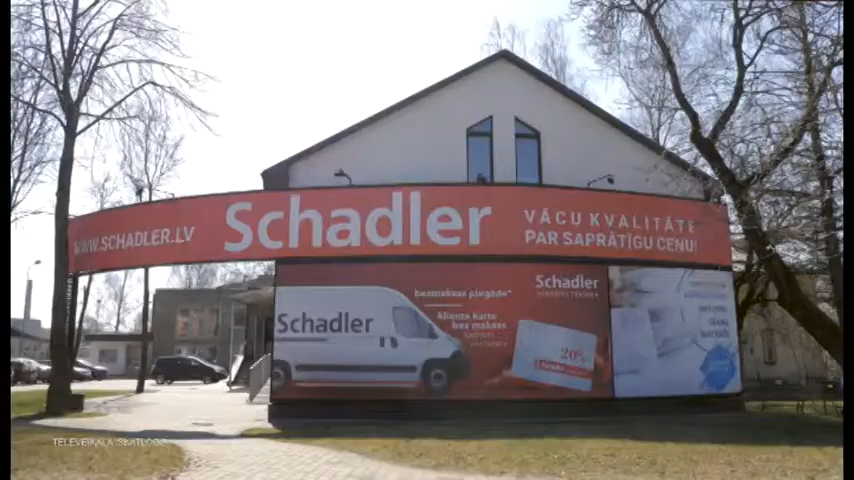 WWW.SCHADLER.LV
Schadler
VĀCU KVALITĀTE
PAR SAPRĀTĪGU CENU!
bezmaksas piegāde*
klienta karte
bez maksas
Schadler
Schadler
20%
TELEVEIKALA "SKATLOGS"